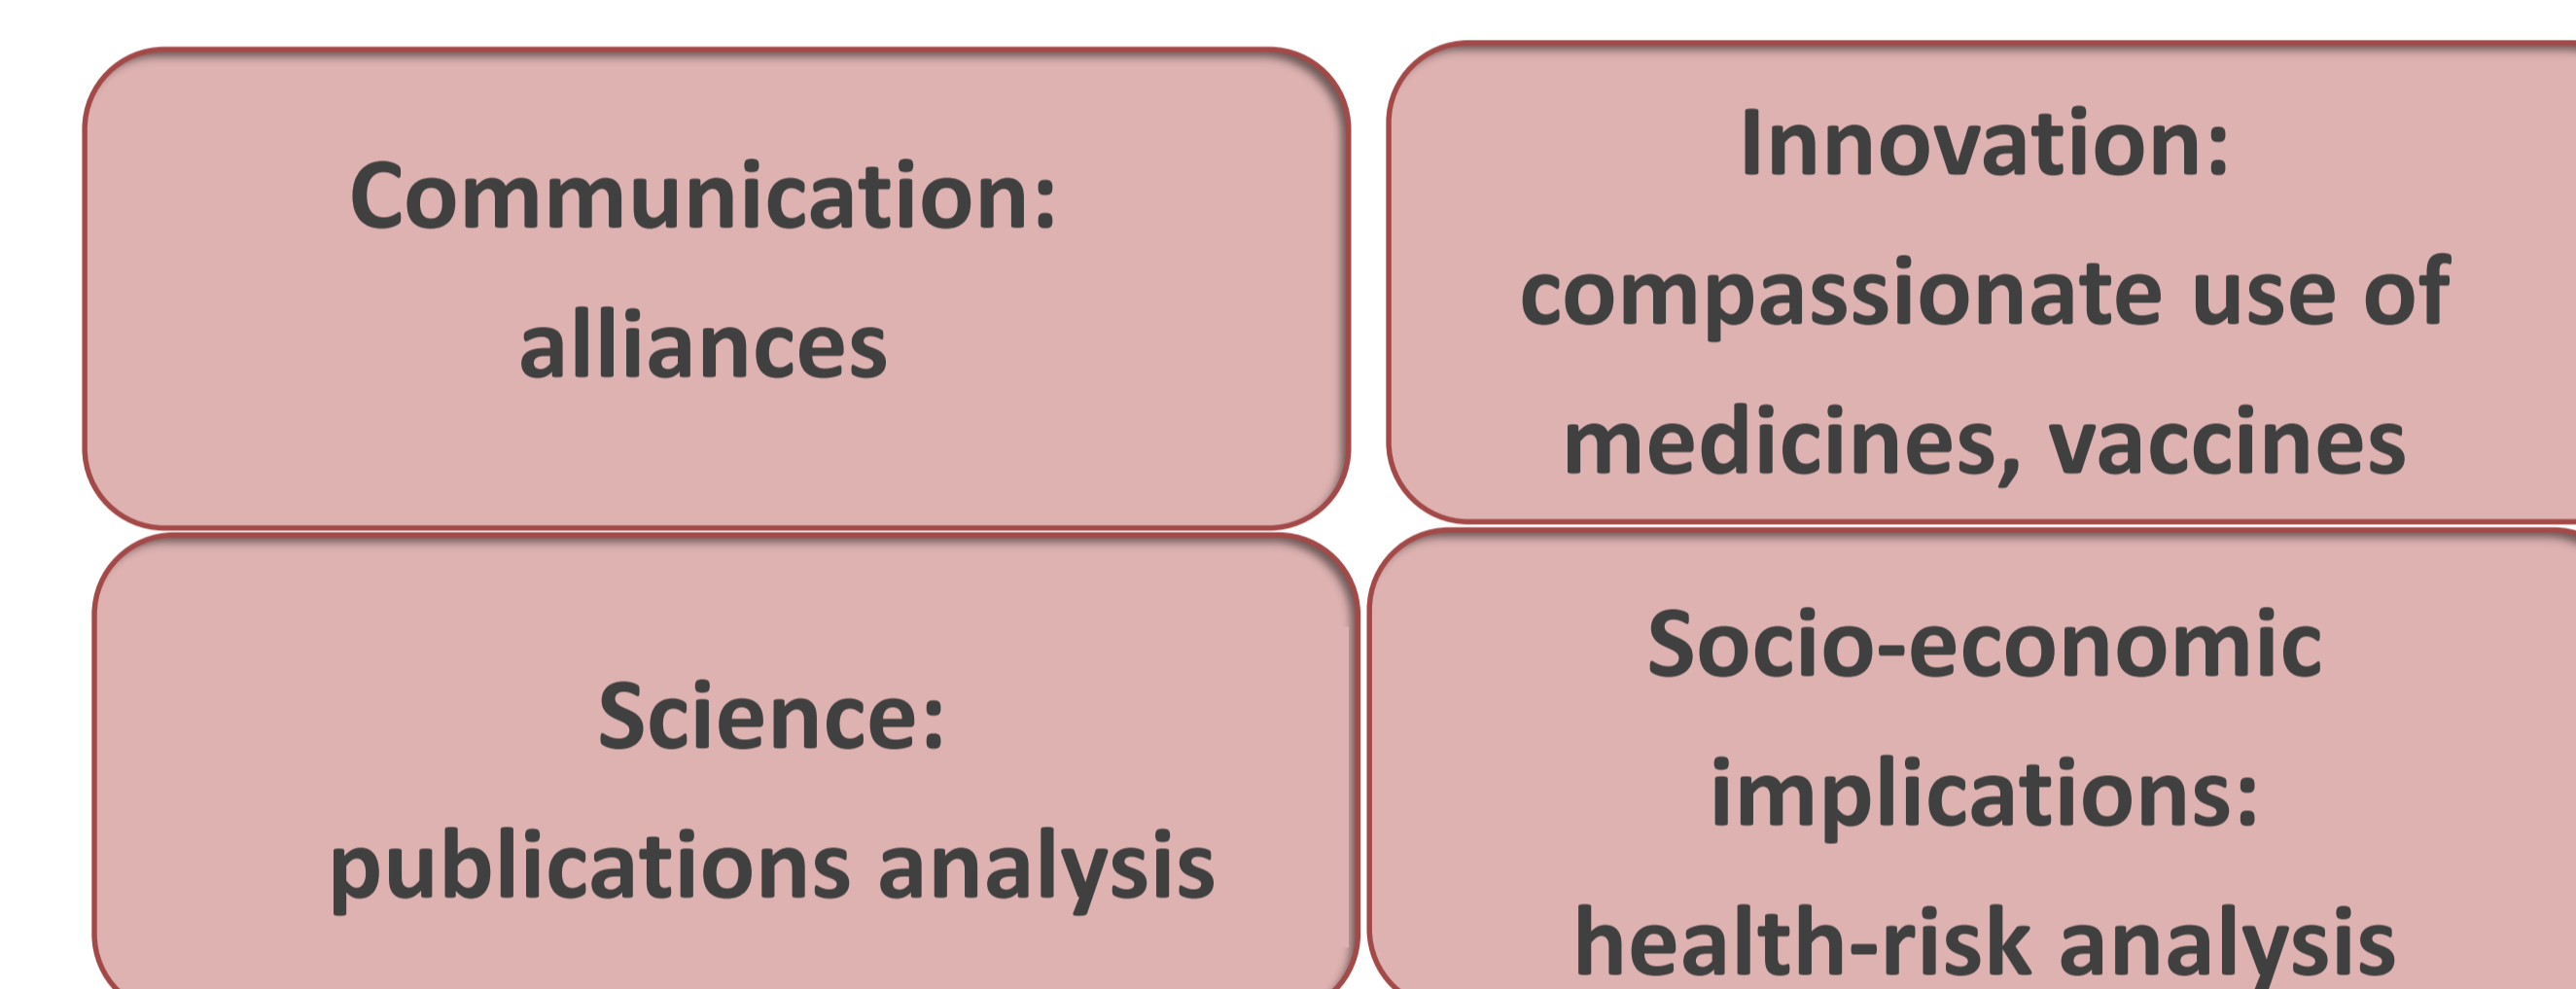 Communication:
alliances
Innovation:
compassionate use of
medicines, vaccines
Science:
publications analysis
Socio-economic
implications:
health-risk analysis